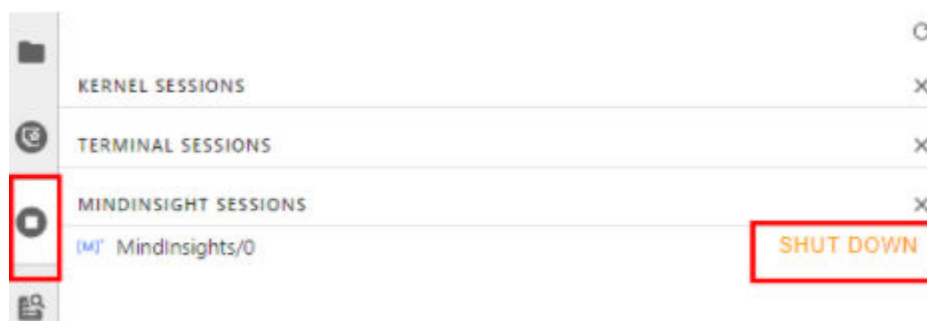 KERNEL SESSIONS
TERMINAL SESSIONS
MINDINSIGHT SESSIONS
[M]° MindInsights/0 SHUT DOWN